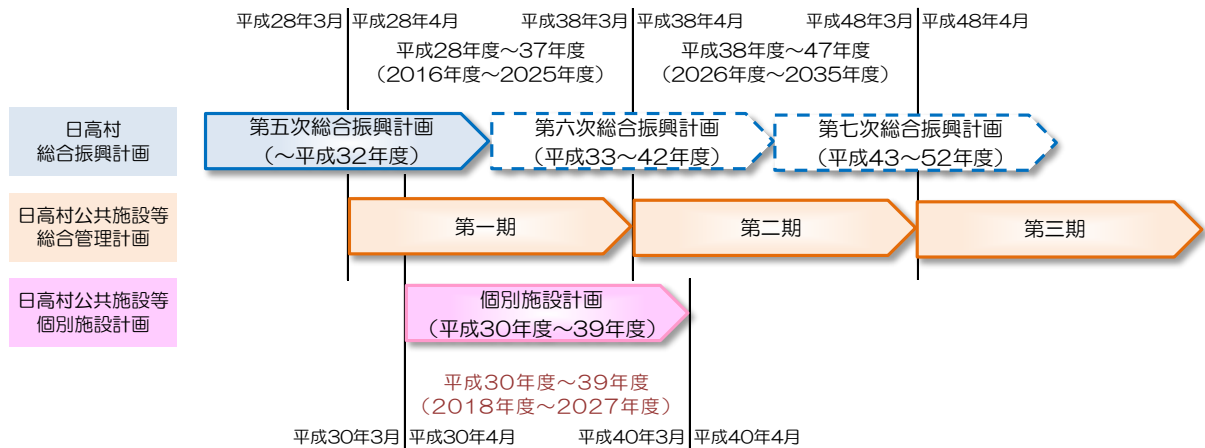 平成28年3月 平成28年4月 平成38年3月 平成38年4月 平成48年3月 平成48年4月
平成28年度～37年度 平成38年度～47年度
（2016年度～2025年度） （2026年度～2035年度）
日高村
総合振興計画
第五次総合振興計画
（～平成32年度）
第六次総合振興計画
（平成33～42年度）
第七次総合振興計画
（平成43～52年度）
日高村公共施設等
総合管理計画
第一期 第二期 第三期
日高村公共施設等
個別施設計画
個別施設計画
（平成30年度～39年度）
平成30年度～39年度
（2018年度～2027年度）
平成30年3月 平成30年4月 平成40年3月 平成40年4月